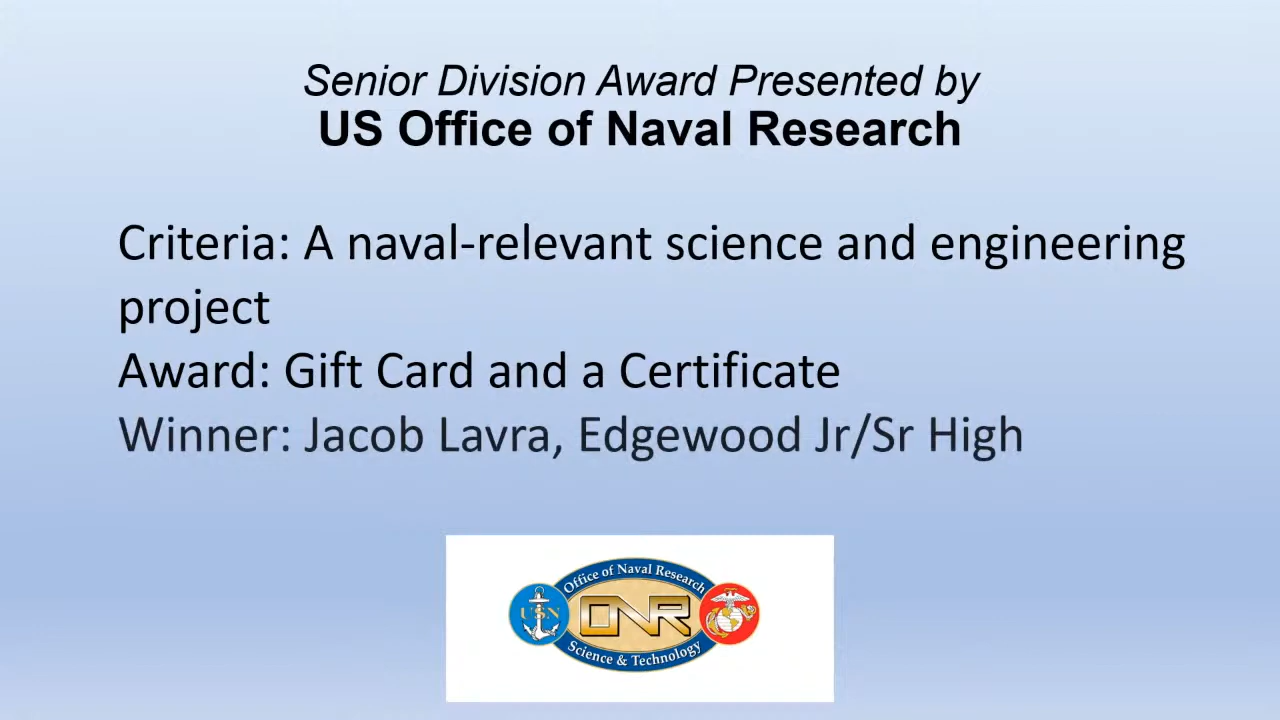 Senior Division Award Presented by
US Office of Naval Research
Criteria: A naval-relevant science and engineering
project
Award: Gift Card and a Certificate
Winner: Jacob Lavra, Edgewood Jr/Sr High
Office of Naval Research
USN
ONR
Science & Technology